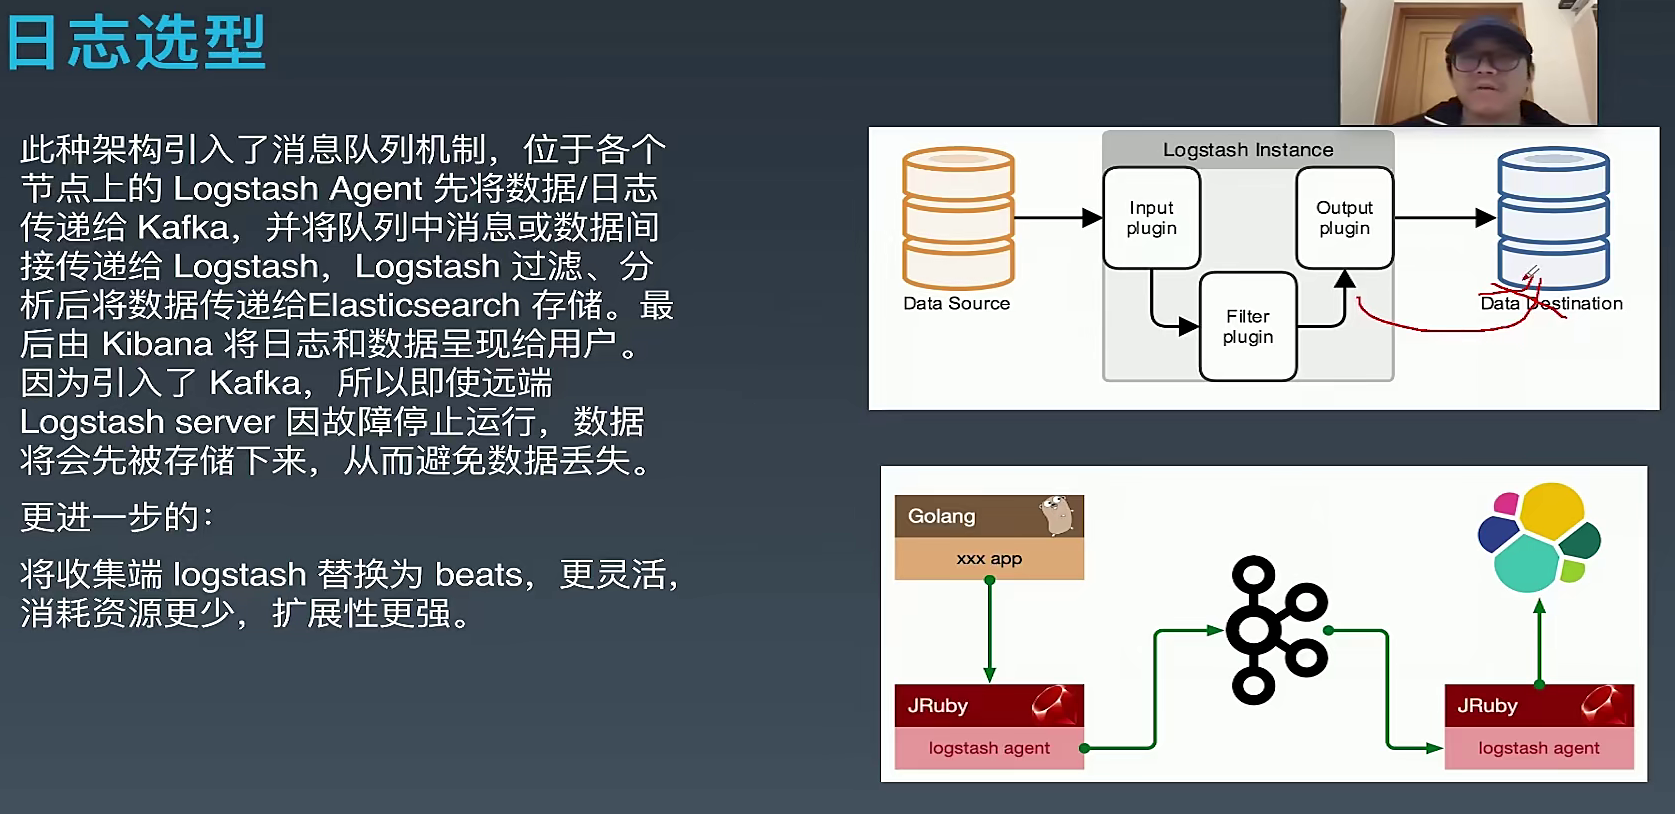 日志选型
此种架构引入了消息队列机制，位于各个
节点上的 Logstash Agent 先将数据/日志
传递给 Kafka，并将队列中消息或数据间
接传递给 Logstash，Logstash 过滤、分
析后将数据传递给Elasticsearch 存储。最
后由 Kibana 将日志和数据呈现给用户。
因为引入了 Kafka，所以即使远端
Logstash server 因故障停止运行，数据
将会先被存储下来，从而避免数据丢失。
更进一步的：
将收集端 logstash 替换为 beats，更灵活，
消耗资源更少，扩展性更强。
Logstash Instance
Input
plugin
Output
plugin
Filter
plugin
Data Source
Data Destination
Golang
xxx app
JRuby
logstash agent
JRuby
logstash agent